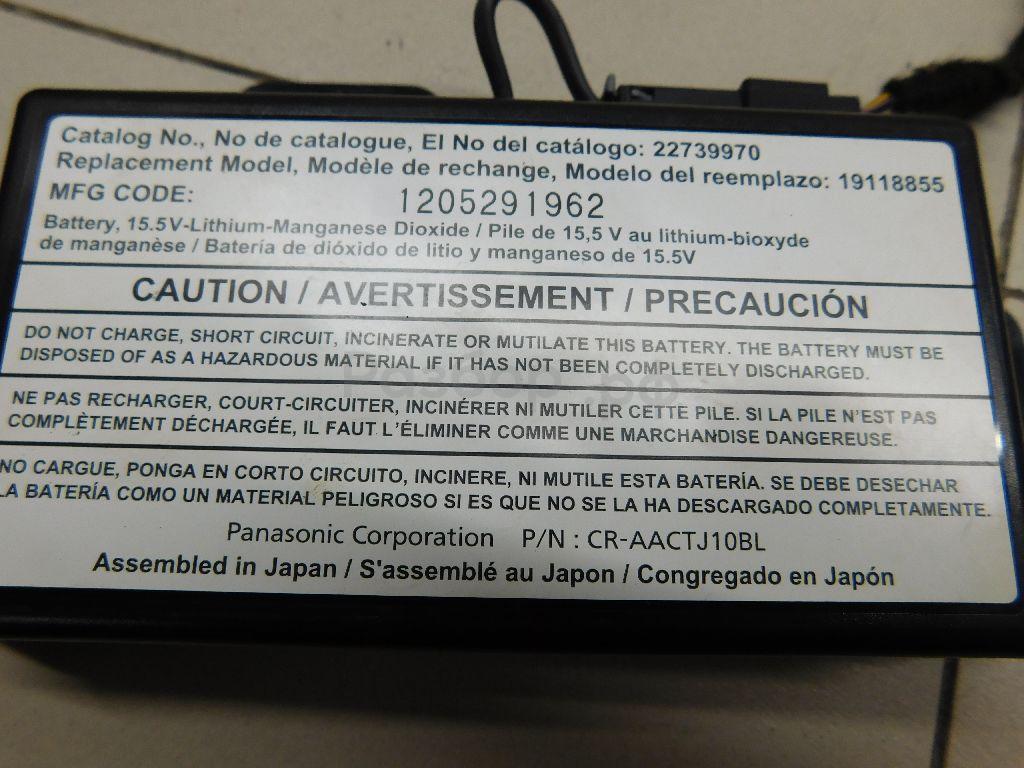 Catalog No., No de catalogue, El No del catálogo: 22739970
Replacement Model, Modèle de rechange, Modelo del reemplazo: 19118855
MFG CODE: 1205291962
Battery, 15.5V-Lithium-Manganese Dioxide / Pile de 15,5 V au lithium-bioxyde
de manganèse / Batería de dióxido de litio y manganeso de 15.5V
CAUTION / AVERTISSEMENT / PRECAUCIÓN
DO NOT CHARGE, SHORT CIRCUIT, INCINERATE OR MUTILATE THIS BATTERY. THE BATTERY MUST BE
DISPOSED OF AS A HAZARDOUS MATERIAL IF IT HAS NOT BEEN COMPLETELY DISCHARGED.
Разбор.рф
NE PAS RECHARGER, COURT-CIRCUITER, INCINÉRER NI MUTILER CETTE PILE. SI LA PILE N'EST PAS
COMPLÈTEMENT DÉCHARGÉE, IL FAUT L'ÉLIMINER COMME UNE MARCHANDISE DANGEREUSE.
NO CARGUE, PONGA EN CORTO CIRCUITO, INCINERE, NI MUTILE ESTA BATERÍA. SE DEBE DESECHAR
LA BATERÍA COMO UN MATERIAL PELIGROSO SI ES QUE NO SE LA HA DESCARGADO COMPLETAMENTE.
Panasonic Corporation P/N : CR-AACTJ10BL
Assembled in Japan / S'assemblé au Japon / Congregado en Japón